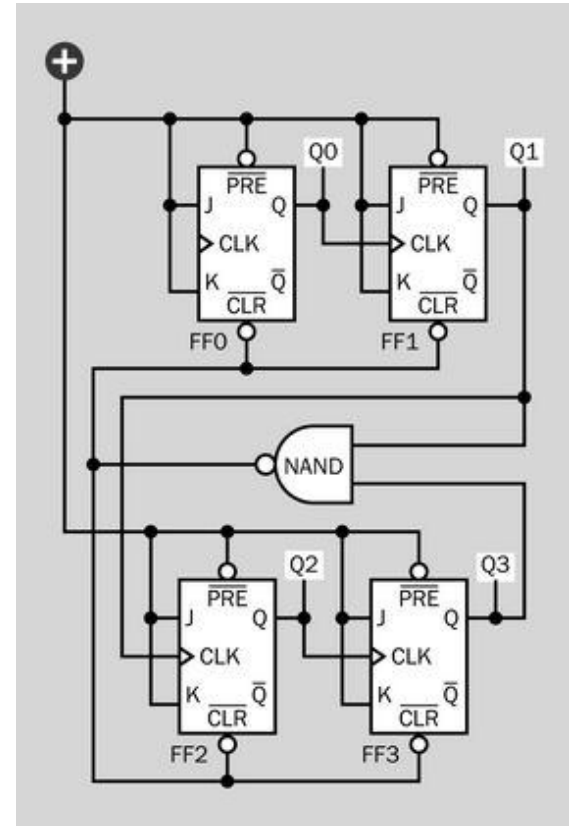 +
Q0 Q1
PRE PRE
J Q J Q
CLK CLK
K Q̅ K Q̅
CLR CLR
FF0 FF1
NAND
Q2 Q3
PRE PRE
J Q J Q
CLK CLK
K Q̅ K Q̅
CLR CLR
FF2 FF3